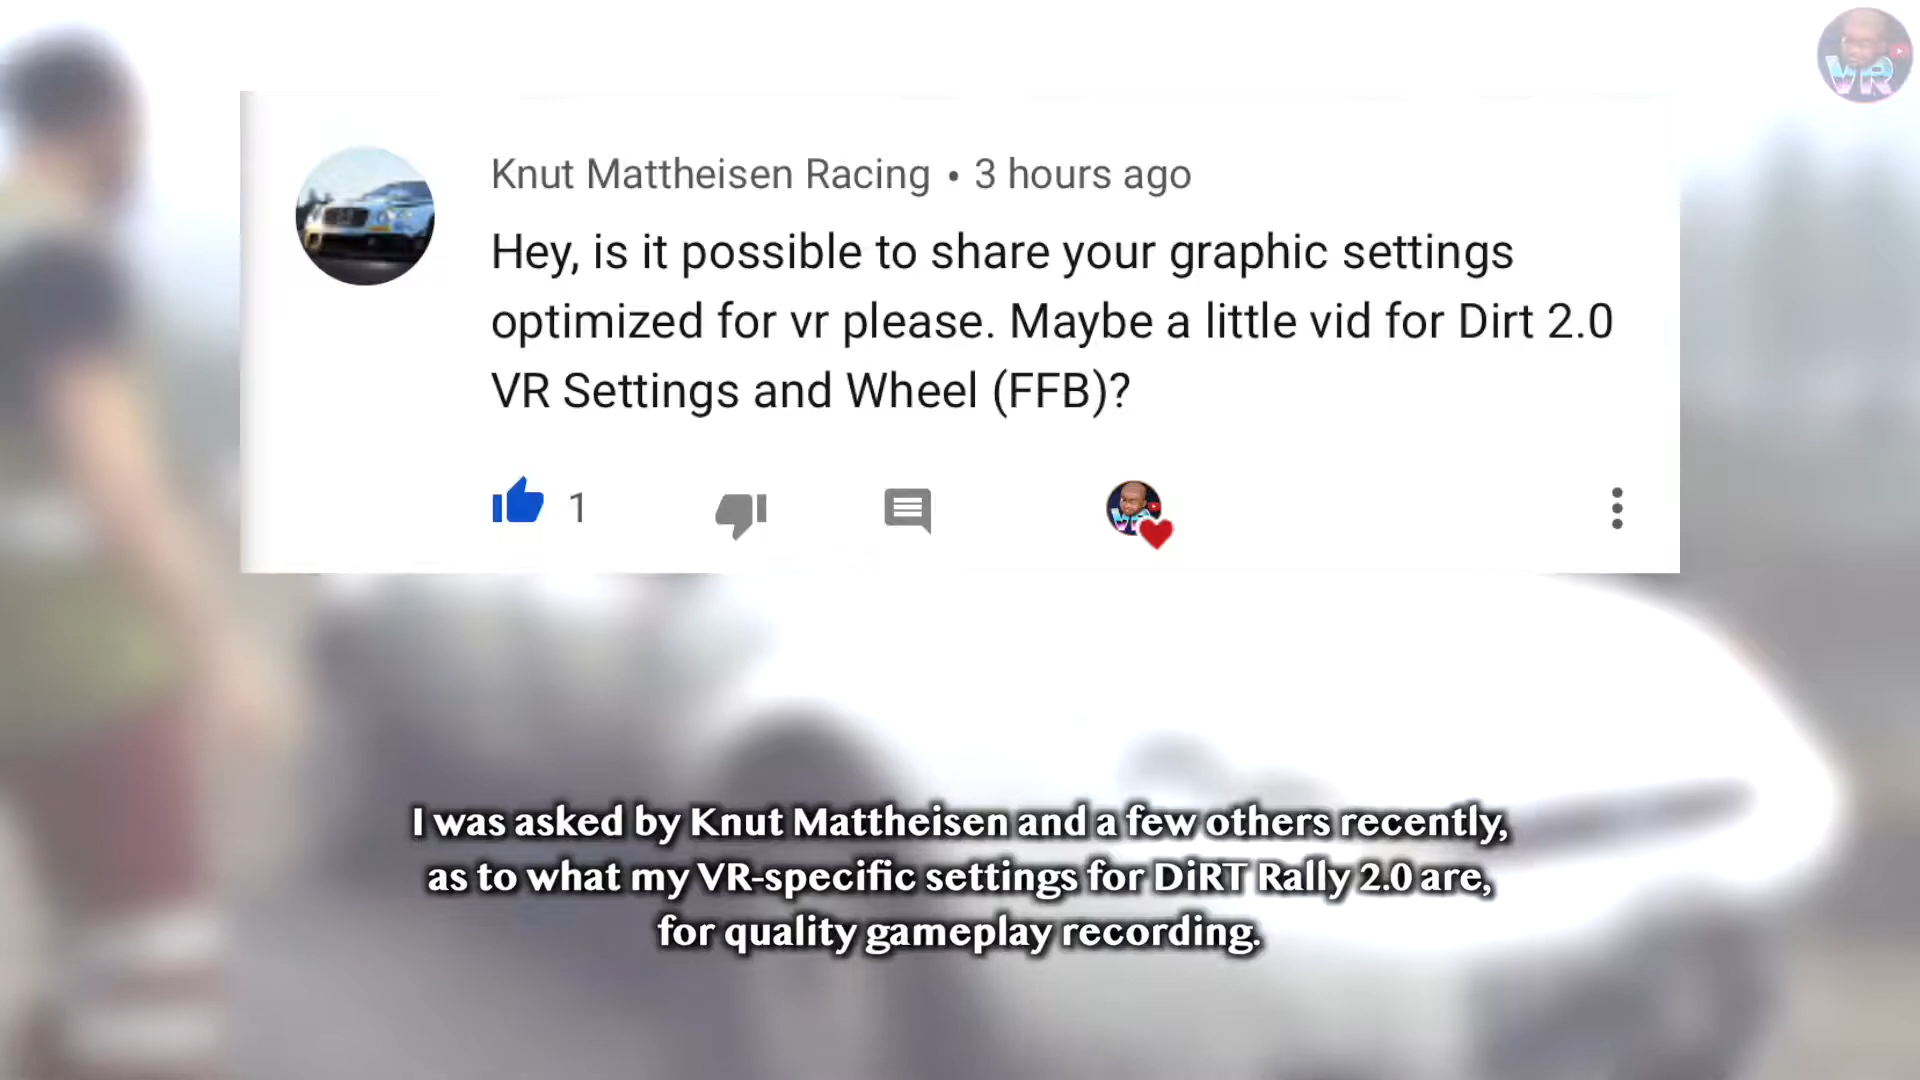 VR
Knut Mattheisen Racing • 3 hours ago
Hey, is it possible to share your graphic settings
optimized for vr please. Maybe a little vid for Dirt 2.0
VR Settings and Wheel (FFB)?
1
I was asked by Knut Mattheisen and a few others recently,
as to what my VR-specific settings for DiRT Rally 2.0 are,
for quality gameplay recording.